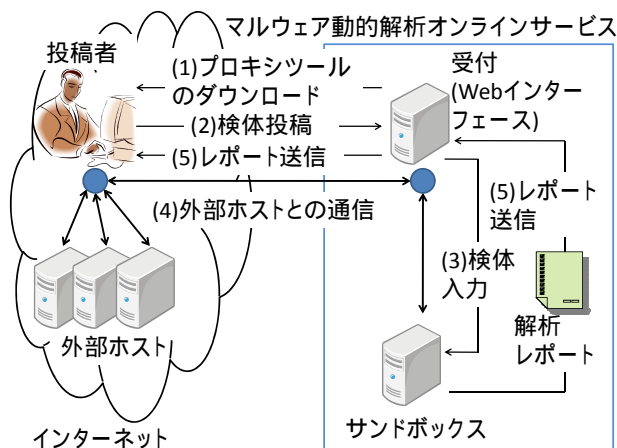 マルウェア動的解析オンラインサービス
投稿者
(1)プロキシツール
のダウンロード
(2)検体投稿
(5)レポート送信
受付
(Webインター
フェース)
(4)外部ホストとの通信
(5)レポート
送信
(3)検体
入力
解析
レポート
外部ホスト
サンドボックス
インターネット